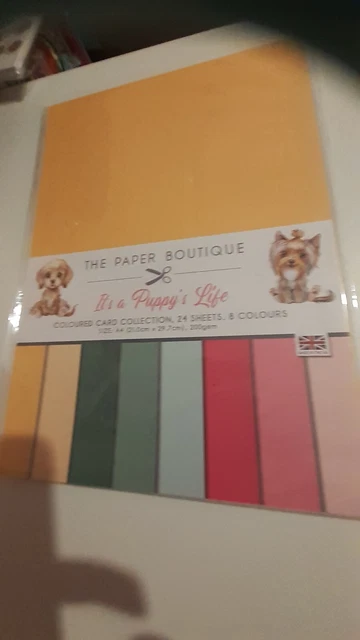 THE PAPER BOUTIQUE
It's a Puppy's Life
COLOURED CARD COLLECTION, 24 SHEETS, 8 COLOURS
SIZE: A4 (21.0cm x 29.7cm), 200gsm